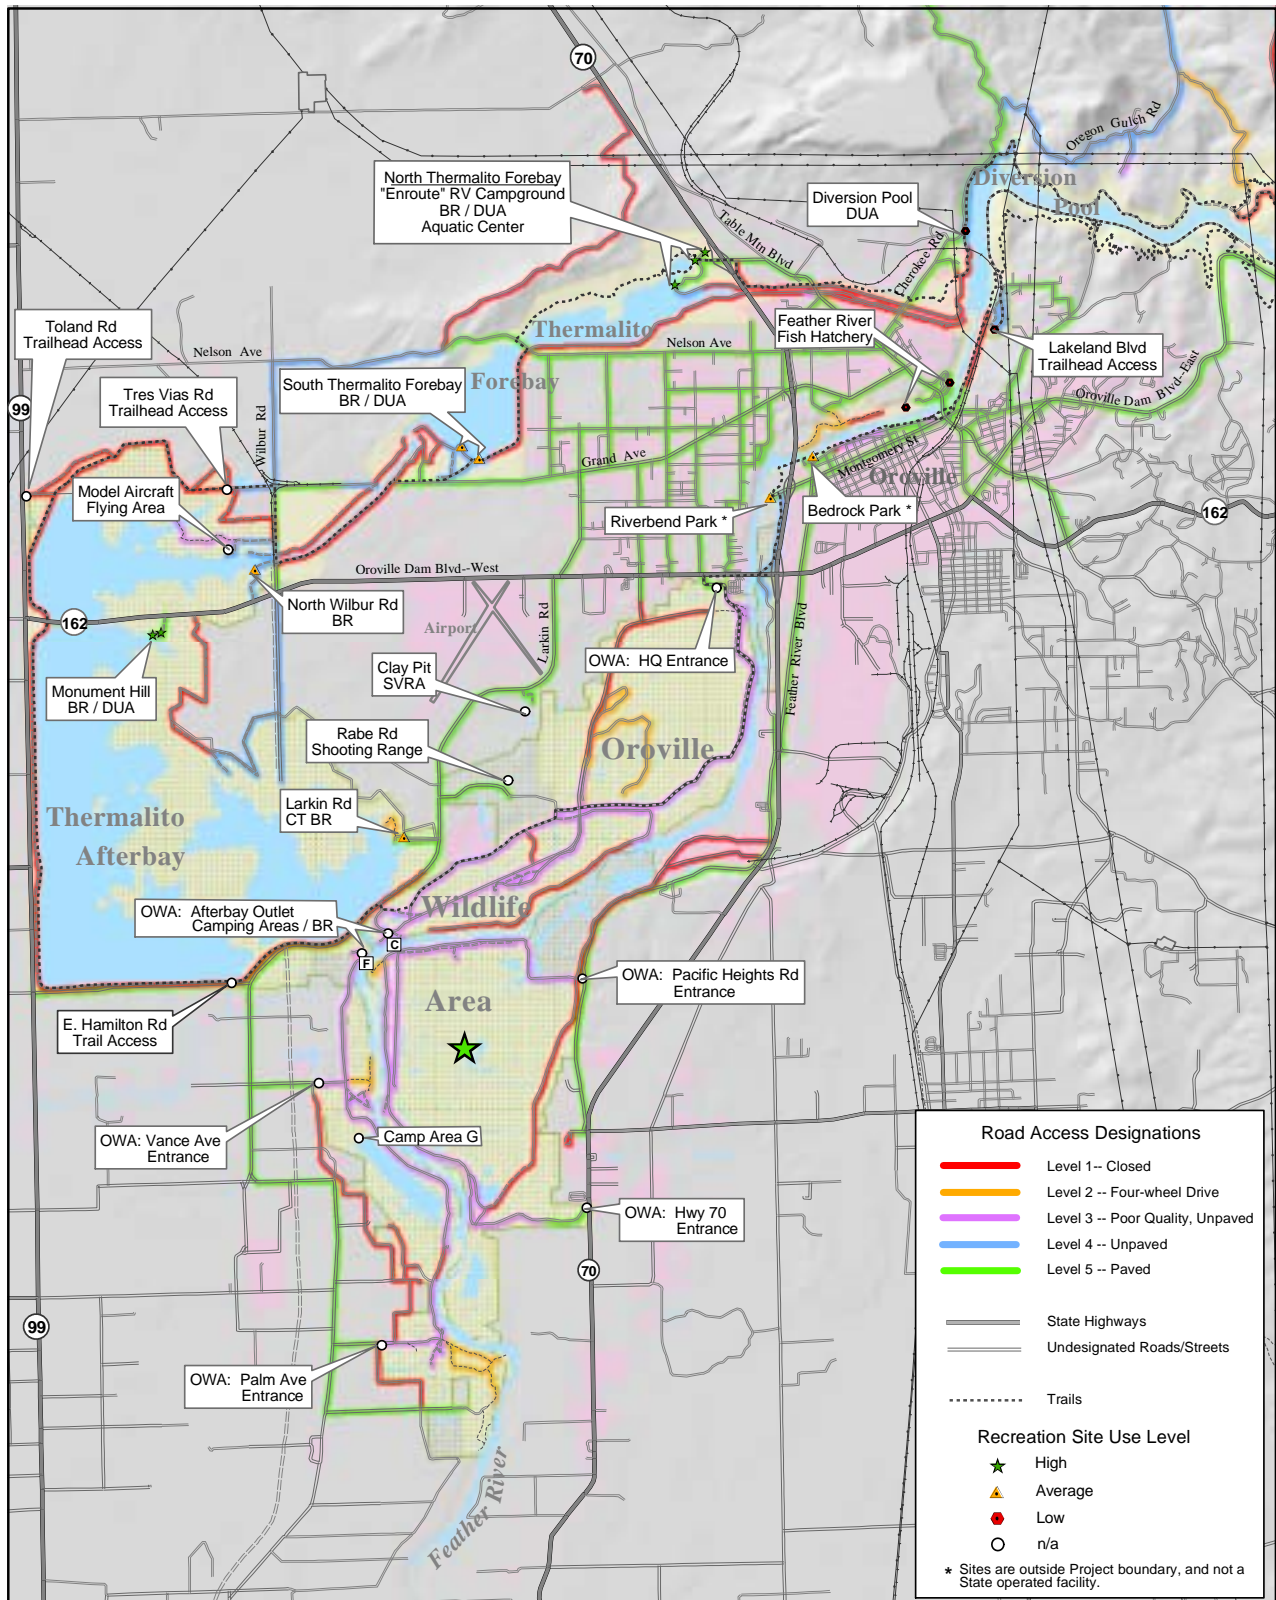 70
Oregon Gulch Rd
North Thermalito Forebay
"Enroute" RV Campground
BR / DUA
Aquatic Center
Diversion
Pool
Diversion Pool
DUA
Table Mtn Blvd
Cherokee Rd
Toland Rd
Trailhead Access
Thermalito
Forebay
Feather River
Fish Hatchery
Nelson Ave
Nelson Ave
Lakeland Blvd
Trailhead Access
Tres Vias Rd
Trailhead Access
South Thermalito Forebay
BR / DUA
Oroville Dam Blvd--East
99
Wilbur Rd
Grand Ave
Montgomery St
Oroville
Model Aircraft
Flying Area
Riverbend Park *
Bedrock Park *
162
Oroville Dam Blvd--West
North Wilbur Rd
BR
162
Airport
Larkin Rd
OWA: HQ Entrance
Feather River Blvd
Clay Pit
SVRA
Monument Hill
BR / DUA
Rabe Rd
Shooting Range
Oroville
Larkin Rd
CT BR
Thermalito
Afterbay
OWA: Afterbay Outlet
Camping Areas / BR
Wildlife
C
F
OWA: Pacific Heights Rd
Entrance
Area
E. Hamilton Rd
Trail Access
OWA: Vance Ave
Entrance
Camp Area G
OWA: Hwy 70
Entrance
70
99
OWA: Palm Ave
Entrance
Feather River
Road Access Designations
Level 1-- Closed
Level 2 -- Four-wheel Drive
Level 3 -- Poor Quality, Unpaved
Level 4 -- Unpaved
Level 5 -- Paved
State Highways
Undesignated Roads/Streets
Trails
Recreation Site Use Level
High
Average
Low
n/a
* Sites are outside Project boundary, and not a
State operated facility.